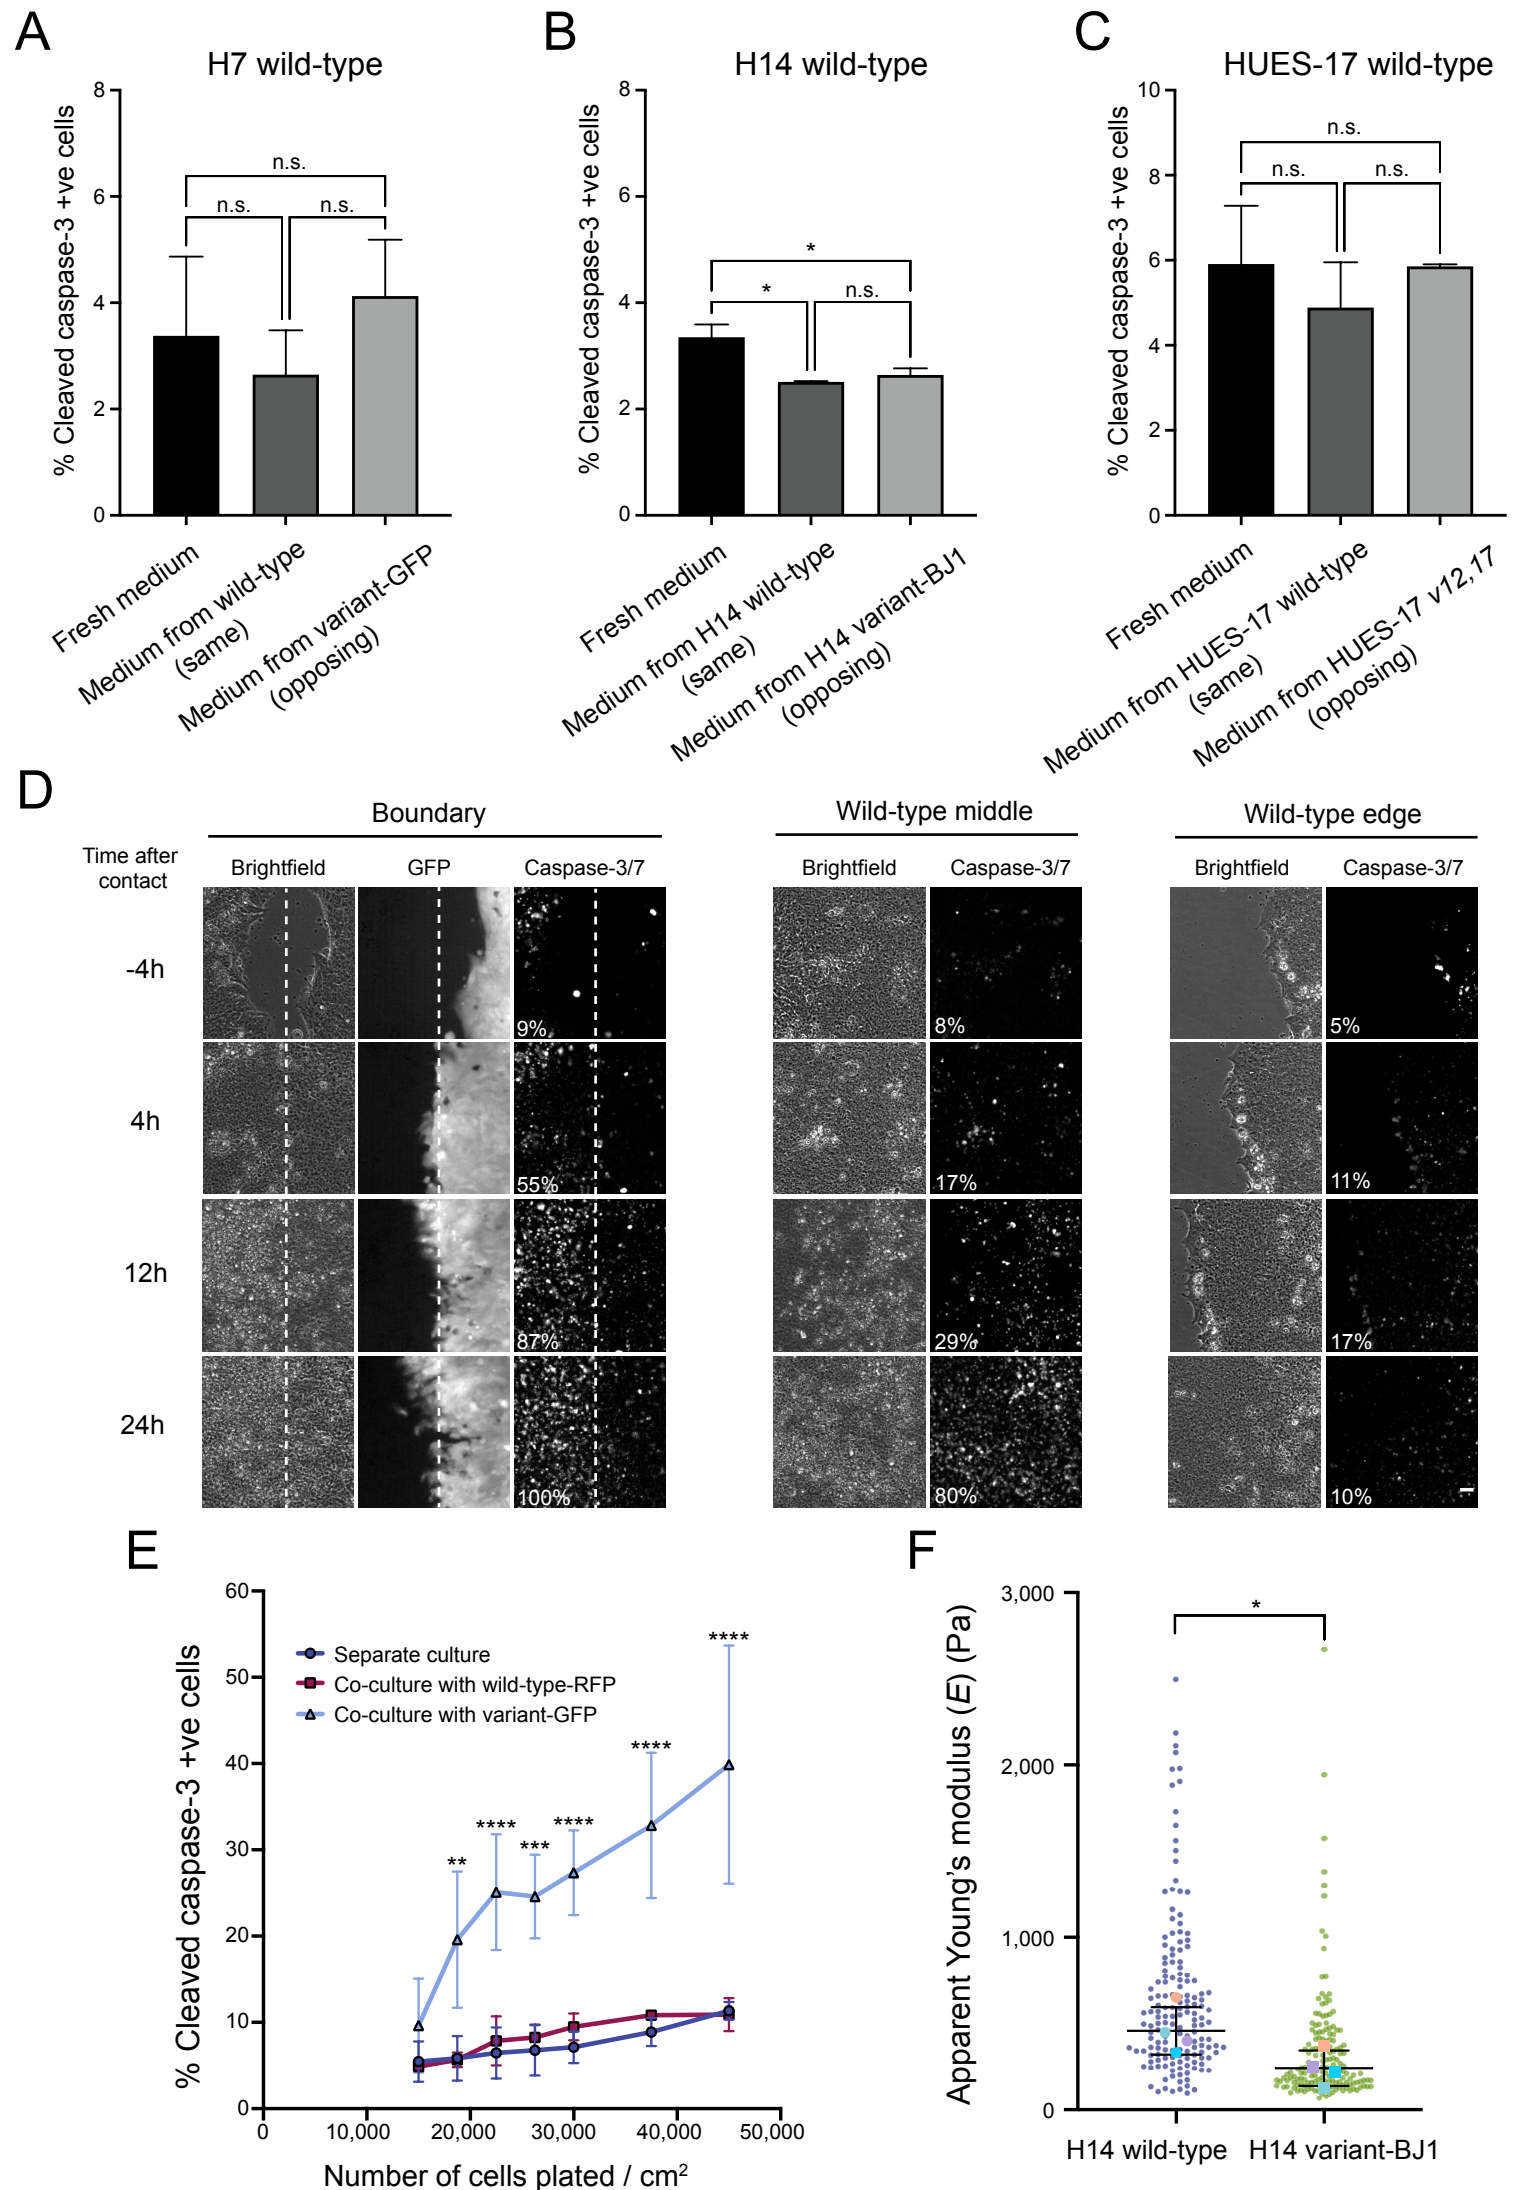 A
H7 wild-type
% Cleaved caspase-3 +ve cells
8
6
4
2
0
n.s.
n.s.
n.s.
Fresh medium
Medium from wild-type
(same)
Medium from variant-GFP
(opposing)
B
H14 wild-type
% Cleaved caspase-3 +ve cells
8
6
4
2
0
*
*
n.s.
Fresh medium
Medium from H14 wild-type
(same)
Medium from H14 variant-BJ1
(opposing)
C
HUES-17 wild-type
% Cleaved caspase-3 +ve cells
10
8
6
4
2
0
n.s.
n.s.
n.s.
Fresh medium
Medium from HUES-17 wild-type
(same)
Medium from HUES-17 v12,17
(opposing)
D
Boundary
Wild-type middle
Wild-type edge
Time after
contact
Brightfield
GFP
Caspase-3/7
Brightfield
Caspase-3/7
Brightfield
Caspase-3/7
-4h
9%
8%
5%
4h
55%
17%
11%
12h
87%
29%
17%
24h
100%
80%
10%
E
% Cleaved caspase-3 +ve cells
60
50
40
30
20
10
0
Separate culture
Co-culture with wild-type-RFP
Co-culture with variant-GFP
**
****
***
****
****
****
0
10,000
20,000
30,000
40,000
50,000
Number of cells plated / cm²
F
Apparent Young's modulus (E) (Pa)
3,000
2,000
1,000
0
*
H14 wild-type
H14 variant-BJ1